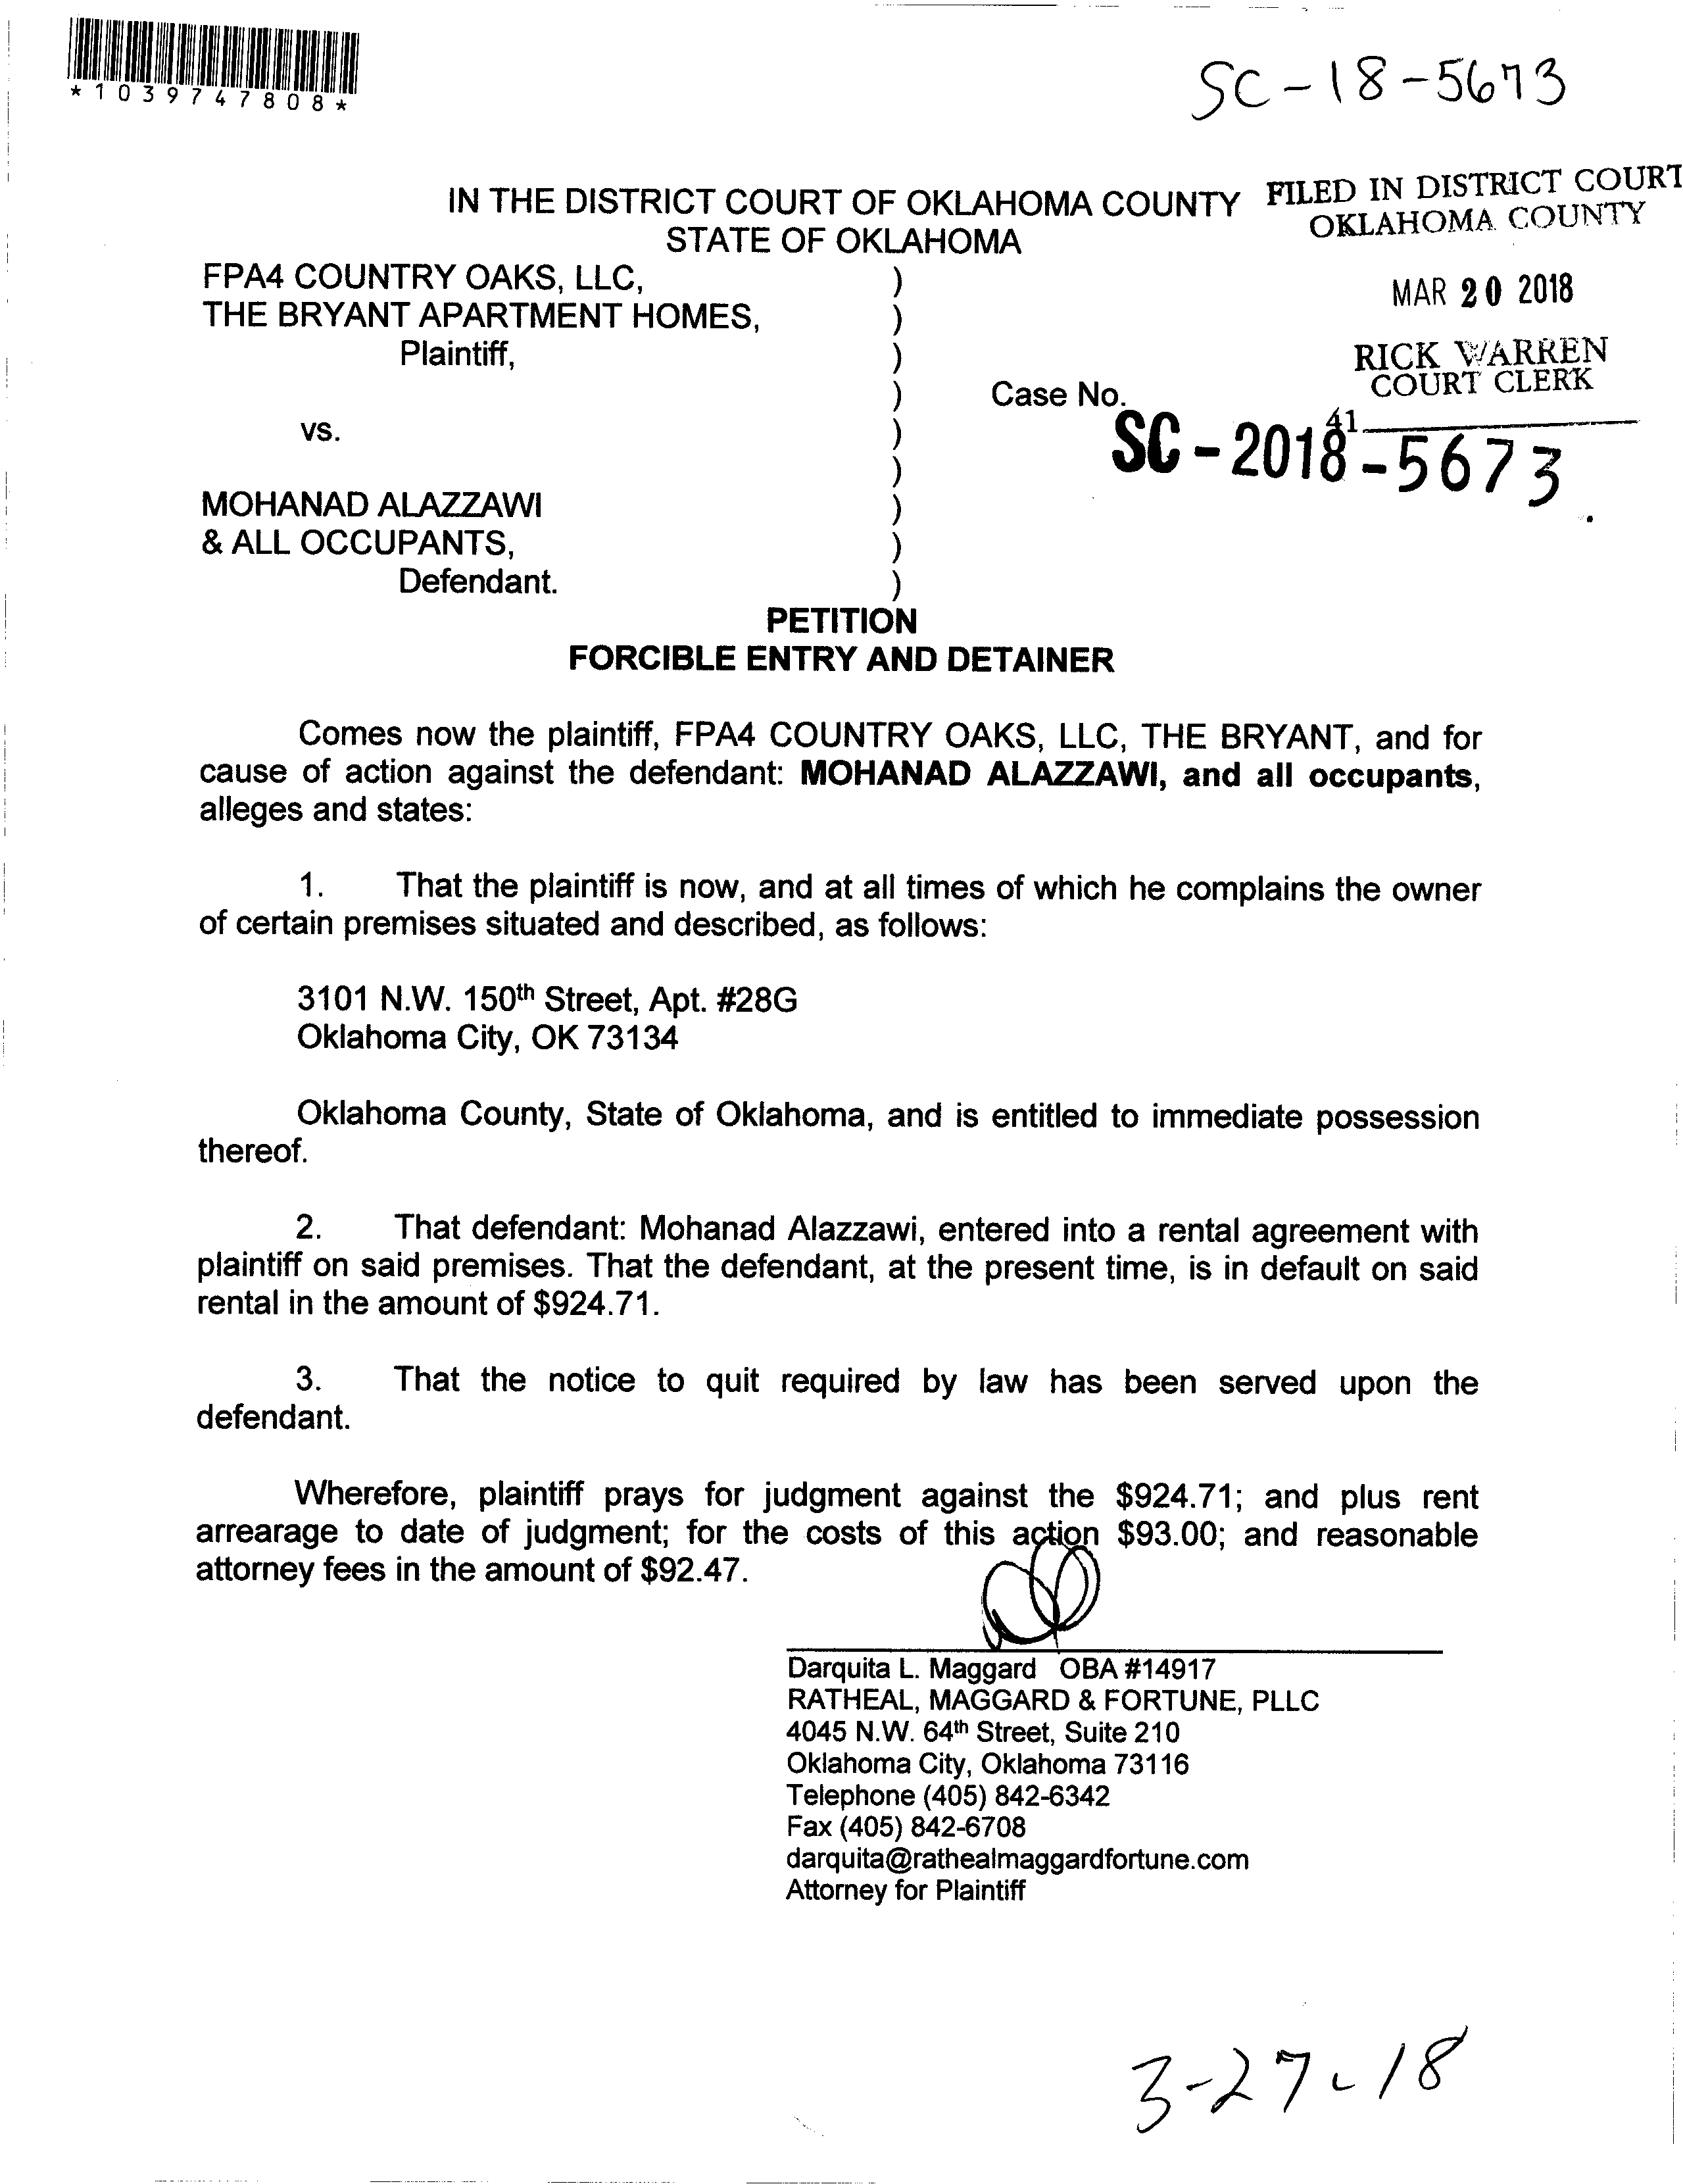 *1039747808*
SC-18-5673
IN THE DISTRICT COURT OF OKLAHOMA COUNTY
STATE OF OKLAHOMA
FILED IN DISTRICT COURT
OKLAHOMA COUNTY
MAR 20 2018
RICK WARREN
COURT CLERK
41
FPA4 COUNTRY OAKS, LLC, )
THE BRYANT APARTMENT HOMES, )
Plaintiff, )
) Case No.
vs. )
) SC-2018-5673
MOHANAD ALAZZAWI )
& ALL OCCUPANTS, )
Defendant. )
PETITION
FORCIBLE ENTRY AND DETAINER
Comes now the plaintiff, FPA4 COUNTRY OAKS, LLC, THE BRYANT, and for
cause of action against the defendant: MOHANAD ALAZZAWI, and all occupants,
alleges and states:
1. That the plaintiff is now, and at all times of which he complains the owner
of certain premises situated and described, as follows:
3101 N.W. 150th Street, Apt. #28G
Oklahoma City, OK 73134
Oklahoma County, State of Oklahoma, and is entitled to immediate possession
thereof.
2. That defendant: Mohanad Alazzawi, entered into a rental agreement with
plaintiff on said premises. That the defendant, at the present time, is in default on said
rental in the amount of $924.71.
3. That the notice to quit required by law has been served upon the
defendant.
Wherefore, plaintiff prays for judgment against the $924.71; and plus rent
arrearage to date of judgment; for the costs of this action $93.00; and reasonable
attorney fees in the amount of $92.47.
Darquita L. Maggard OBA #14917
RATHEAL, MAGGARD & FORTUNE, PLLC
4045 N.W. 64th Street, Suite 210
Oklahoma City, Oklahoma 73116
Telephone (405) 842-6342
Fax (405) 842-6708
darquita@rathealmaggardfortune.com
Attorney for Plaintiff
3-27-18